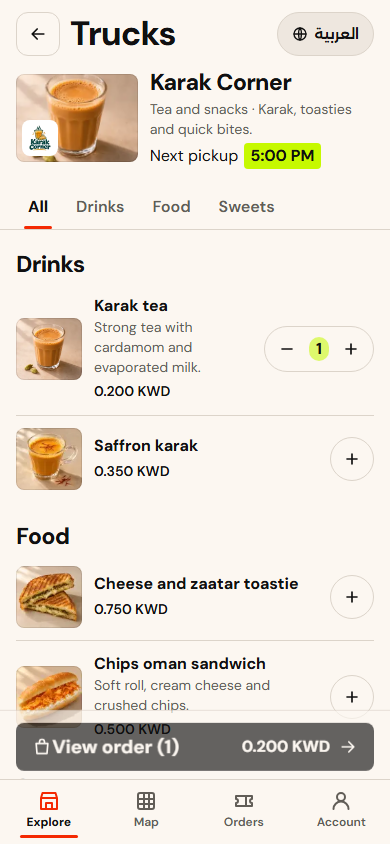 Trucks
العربية
Karak Corner
Karak
Corner
Tea and snacks · Karak, toasties
and quick bites.
Next pickup 5:00 PM
All Drinks Food Sweets
Drinks
Karak tea
Strong tea with
cardamom and
evaporated milk.
0.200 KWD
1
Saffron karak
0.350 KWD
Food
Cheese and zaatar toastie
0.750 KWD
Chips oman sandwich
Soft roll, cream cheese and
crushed chips.
0.500 KWD
View order (1) 0.200 KWD
Explore Map Orders Account